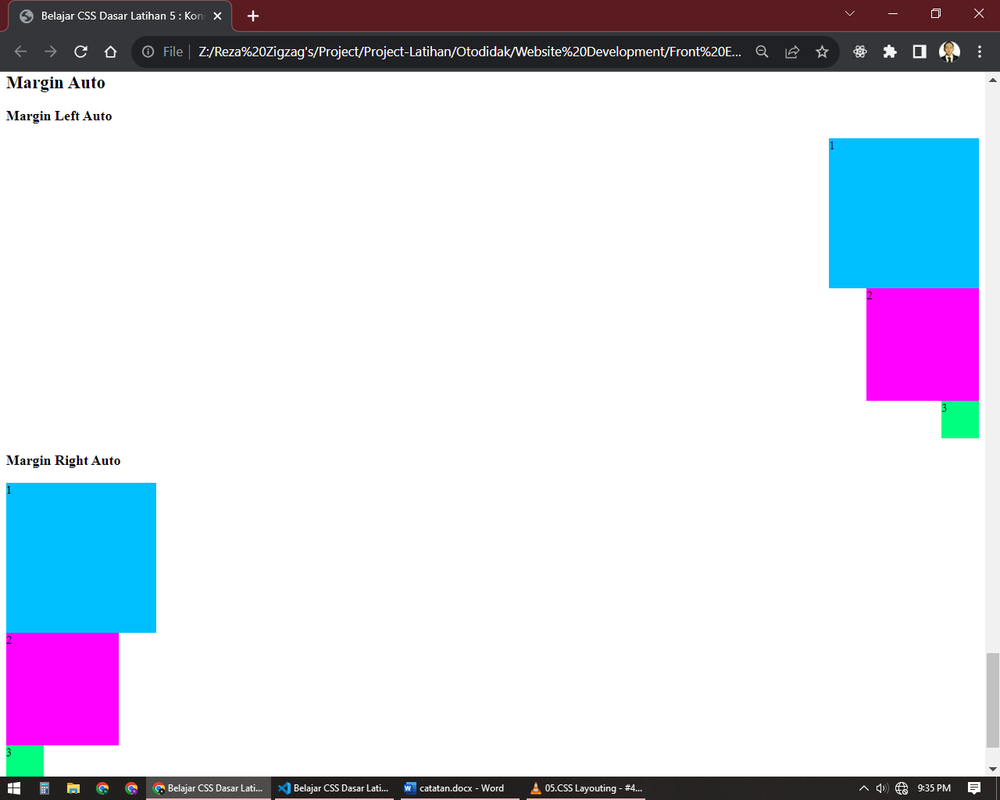 Belajar CSS Dasar Latihan 5 : Kon
File
Z:/Reza%20Zigzag's/Project/Project-Latihan/Otodidak/Website%20Development/Front%20E...
Margin Auto
Margin Left Auto
1
2
3
Margin Right Auto
1
2
3
Belajar CSS Dasar Lati...
Belajar CSS Dasar Lati...
catatan.docx - Word
05.CSS Layouting - #4...
9:35 PM